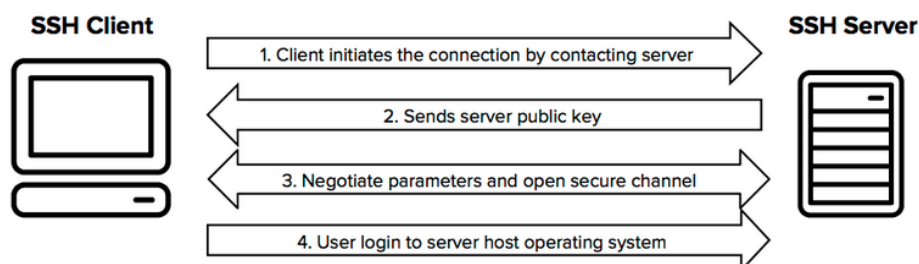 SSH Client
SSH Server
1. Client initiates the connection by contacting server
2. Sends server public key
3. Negotiate parameters and open secure channel
4. User login to server host operating system